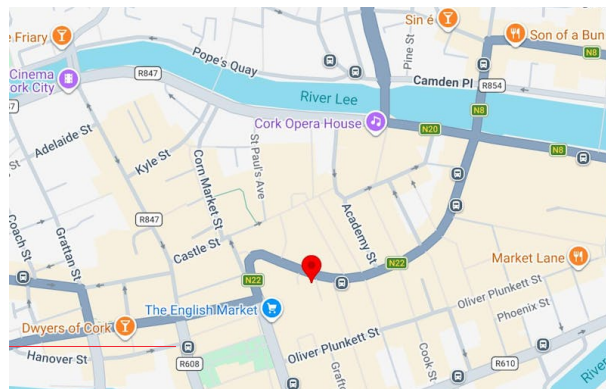 Sin é
e Friary
Pope's Quay
Pine St
Son of a Bun
Cinema
ork City
R847
Camden Pl
R854
N8
River Lee
N8
Cork Opera House
N20
N8
Adelaide St
Kyle St
Corn Market St
St Paul's Ave
Coach St
Grattan St
R847
Academy St
Castle St
Market Lane
N22
N22
The English Market
Oliver Plunkett St
Phoenix St
Dwyers of Cork
Oliver Plunkett St
Hanover St
R608
Cook St
R610
River